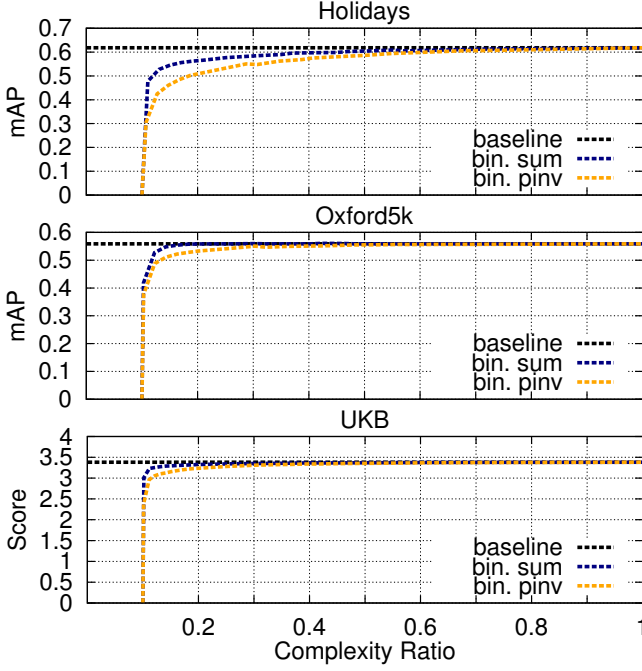 Holidays
0.7
0.6
0.5
0.4
0.3
0.2
0.1
0
mAP
baseline
bin. sum
bin. pinv
Oxford5k
0.6
0.5
0.4
0.3
0.2
0.1
0
mAP
baseline
bin. sum
bin. pinv
UKB
4
3.5
3
2.5
2
1.5
1
0.5
0
Score
baseline
bin. sum
bin. pinv
0.2 0.4 0.6 0.8 1
Complexity Ratio